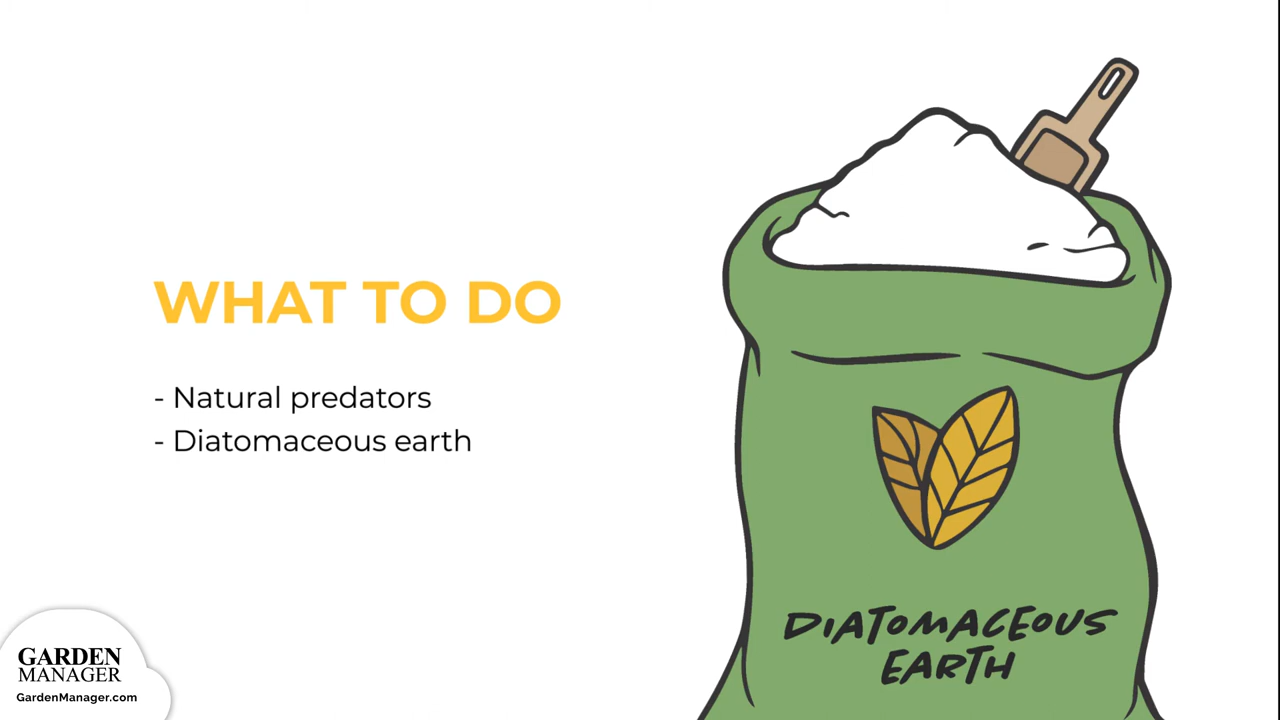 WHAT TO DO
- Natural predators
- Diatomaceous earth
DIATOMACEOUS
EARTH
GARDEN
MANAGER
GardenManager.com